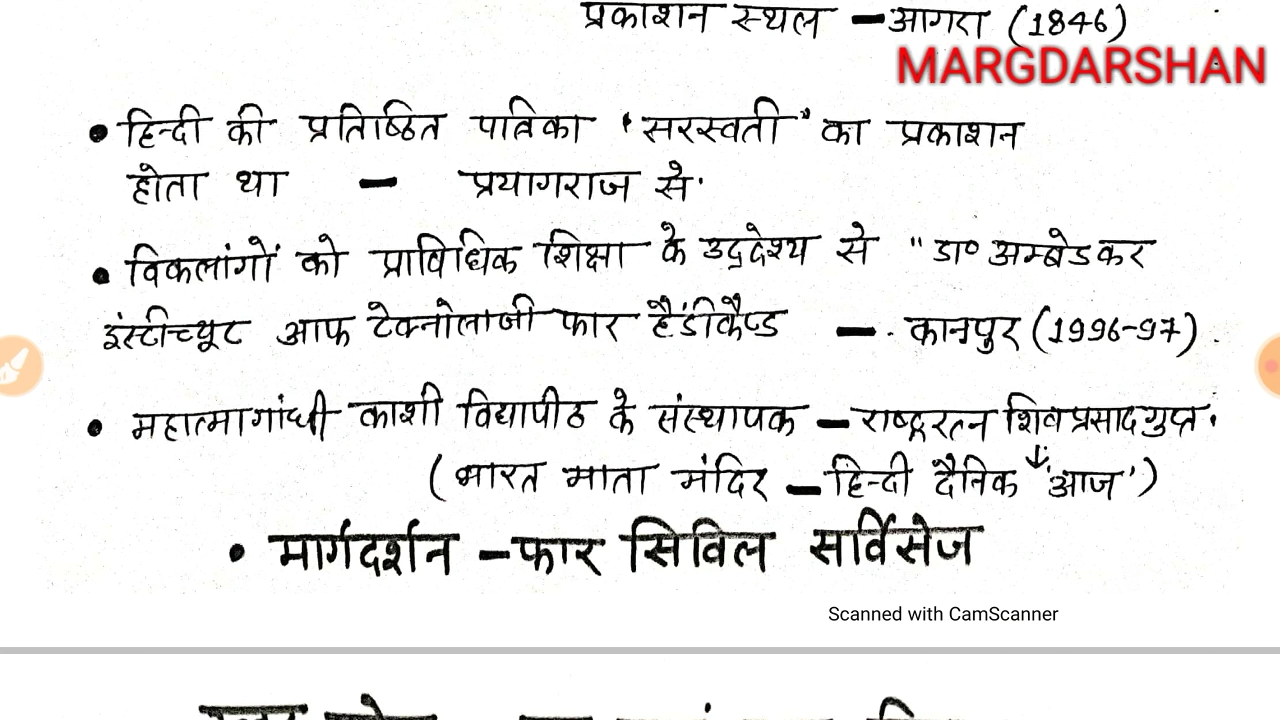 प्रकाशन स्थल — आगरा (1846)
MARGDARSHAN
• हिन्दी की प्रतिष्ठित पत्रिका 'सरस्वती" का प्रकाशन
होता था — प्रयागराज से.
• विकलांगों को प्राविधिक शिक्षा के उद्देश्य से "डा० अम्बेडकर
इंस्टीच्यूट आफ टेक्नोलाजी फार हैंडीकैप्ड — . कानपुर (1996-97) .
• महात्मागांधी काशी विद्यापीठ के संस्थापक — राष्ट्ररत्न शिव प्रसाद गुप्त.
(भारत माता मंदिर — हिन्दी दैनिक ↓ 'आज')
• मार्गदर्शन — फार सिविल सर्विसेज
Scanned with CamScanner